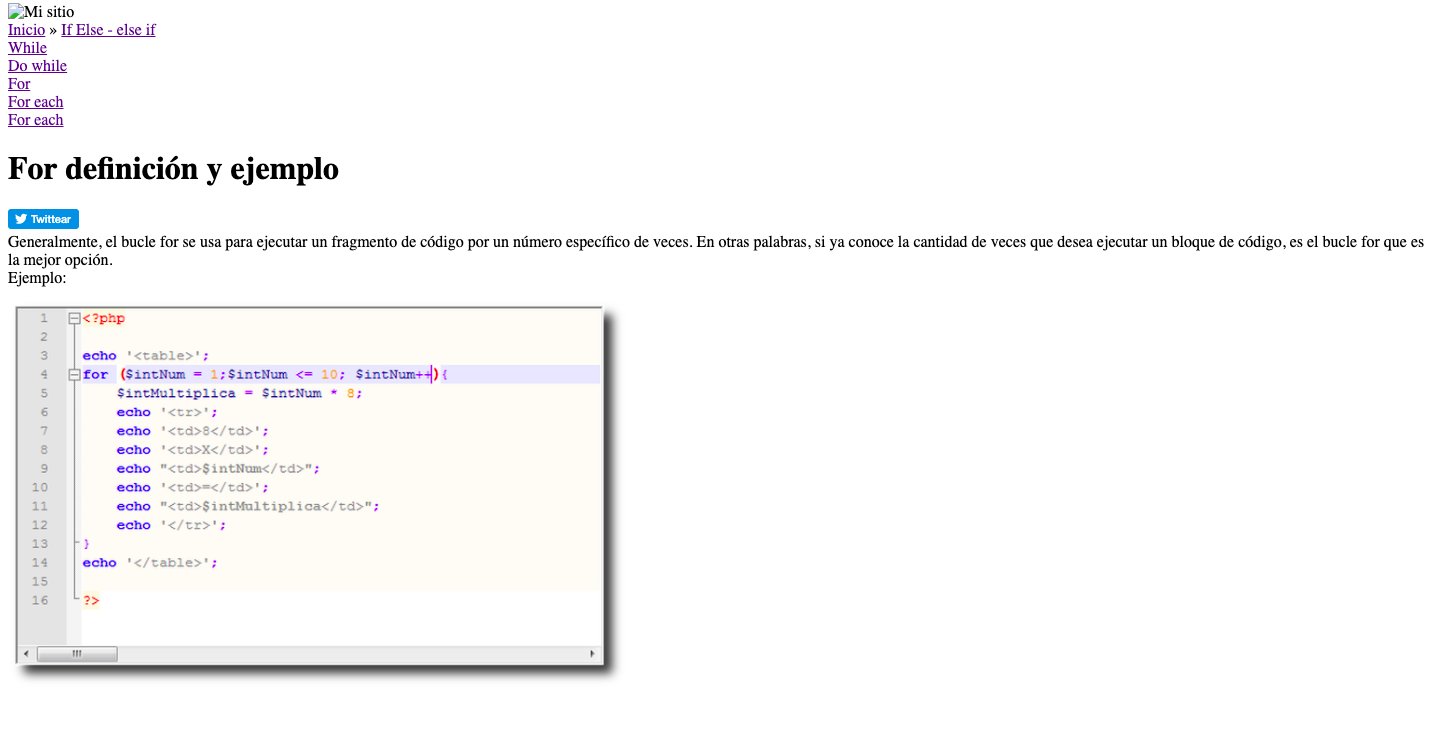 Mi sitio
Inicio » If Else - else if
While
Do while
For
For each
For each
For definición y ejemplo
Twittear
Generalmente, el bucle for se usa para ejecutar un fragmento de código por un número específico de veces. En otras palabras, si ya conoce la cantidad de veces que desea ejecutar un bloque de código, es el bucle for que es
la mejor opción.
Ejemplo:
1 <?php
2
3 echo '<table>';
4 for ($intNum = 1;$intNum <= 10; $intNum++){
5 $intMultiplica = $intNum * 8;
6 echo '<tr>';
7 echo '<td>8</td>';
8 echo '<td>X</td>';
9 echo "<td>$intNum</td>";
10 echo '<td>=</td>';
11 echo "<td>$intMultiplica</td>";
12 echo '</tr>';
13 }
14 echo '</table>';
15
16 ?>